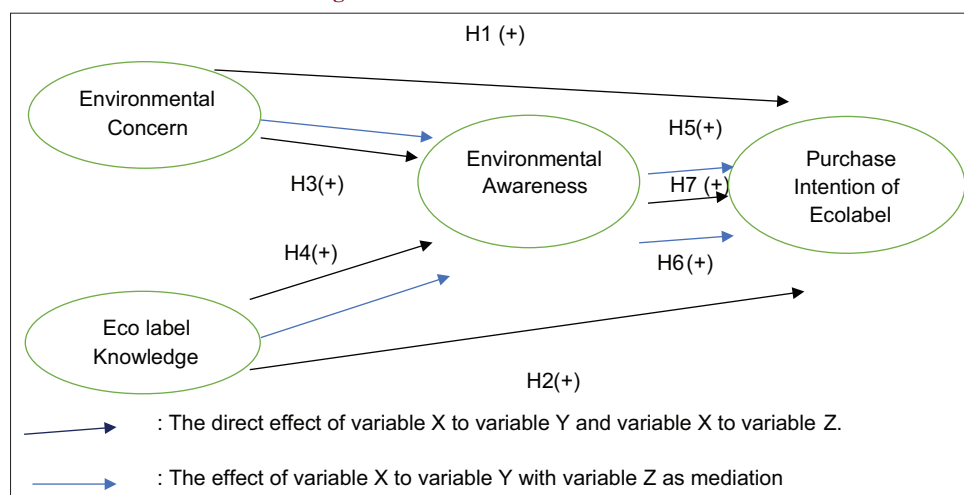 H1 (+)
Environmental
Concern
H3(+)
Environmental
Awareness
H5(+)
H7 (+)
Purchase
Intention of
Ecolabel
H4(+)
H6(+)
Eco label
Knowledge
H2(+)
: The direct effect of variable X to variable Y and variable X to variable Z.
: The effect of variable X to variable Y with variable Z as mediation